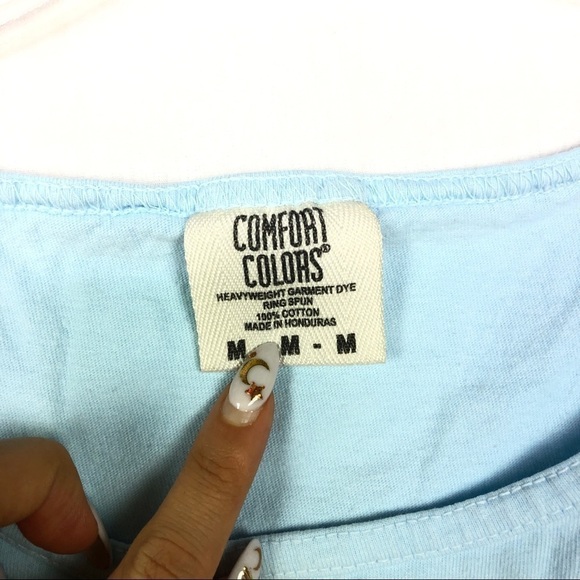 COMFORT
COLORS®
HEAVYWEIGHT GARMENT DYE
RING SPUN
100% COTTON
MADE IN HONDURAS
M - M - M